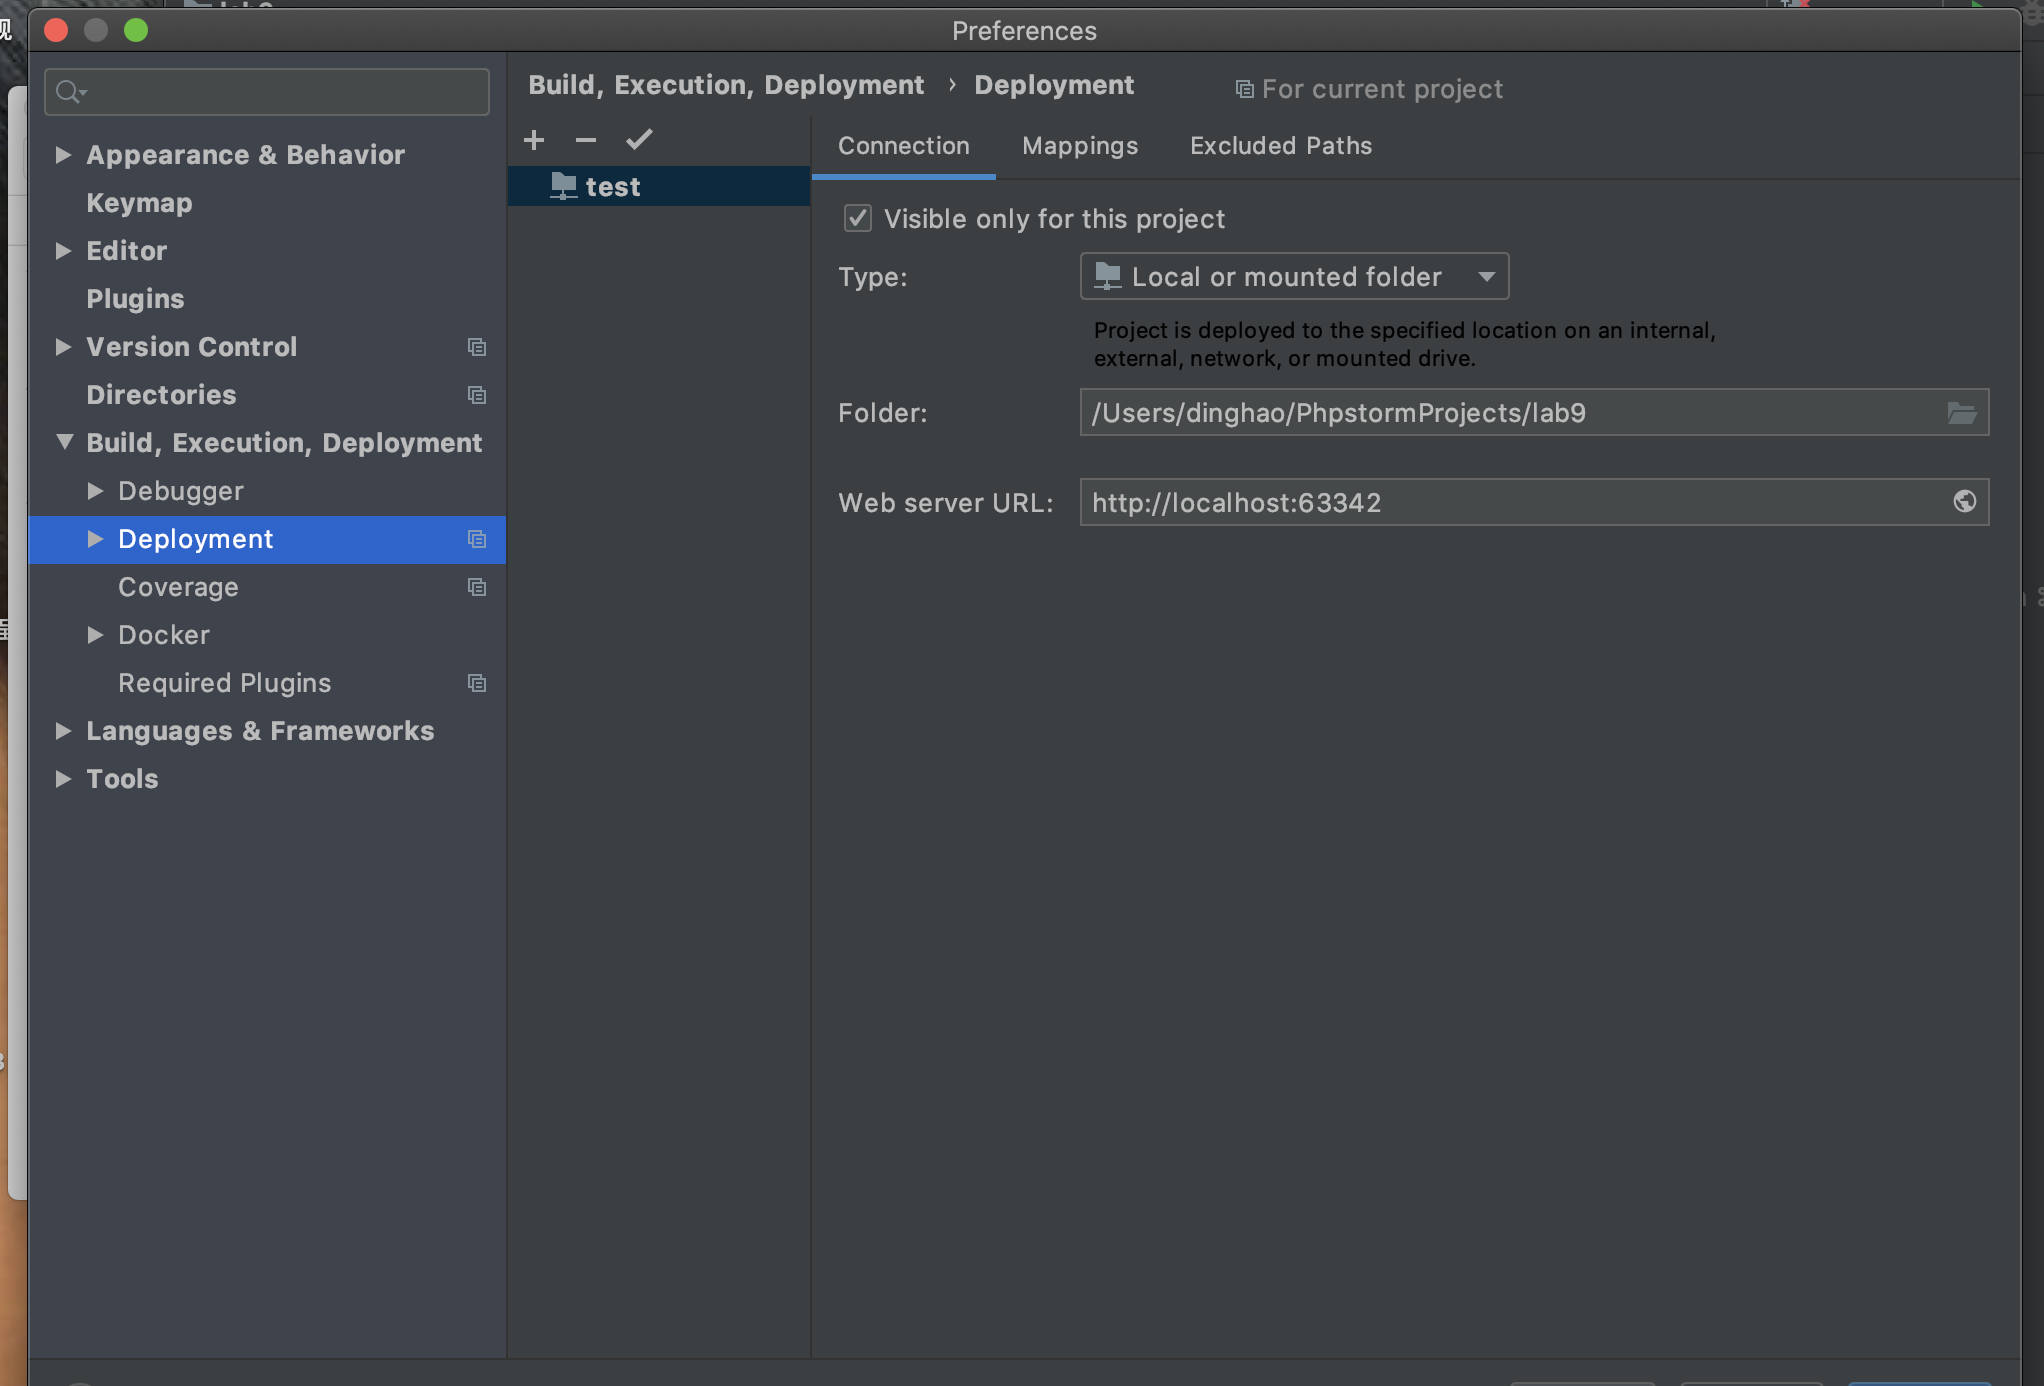 Preferences
Build, Execution, Deployment › Deployment
For current project
Appearance & Behavior
Keymap
Editor
Plugins
Version Control
Directories
Build, Execution, Deployment
Debugger
Deployment
Coverage
Docker
Required Plugins
Languages & Frameworks
Tools
test
Connection Mappings Excluded Paths
Visible only for this project
Type: Local or mounted folder
Project is deployed to the specified location on an internal,
external, network, or mounted drive.
Folder: /Users/dinghao/PhpstormProjects/lab9
Web server URL: http://localhost:63342